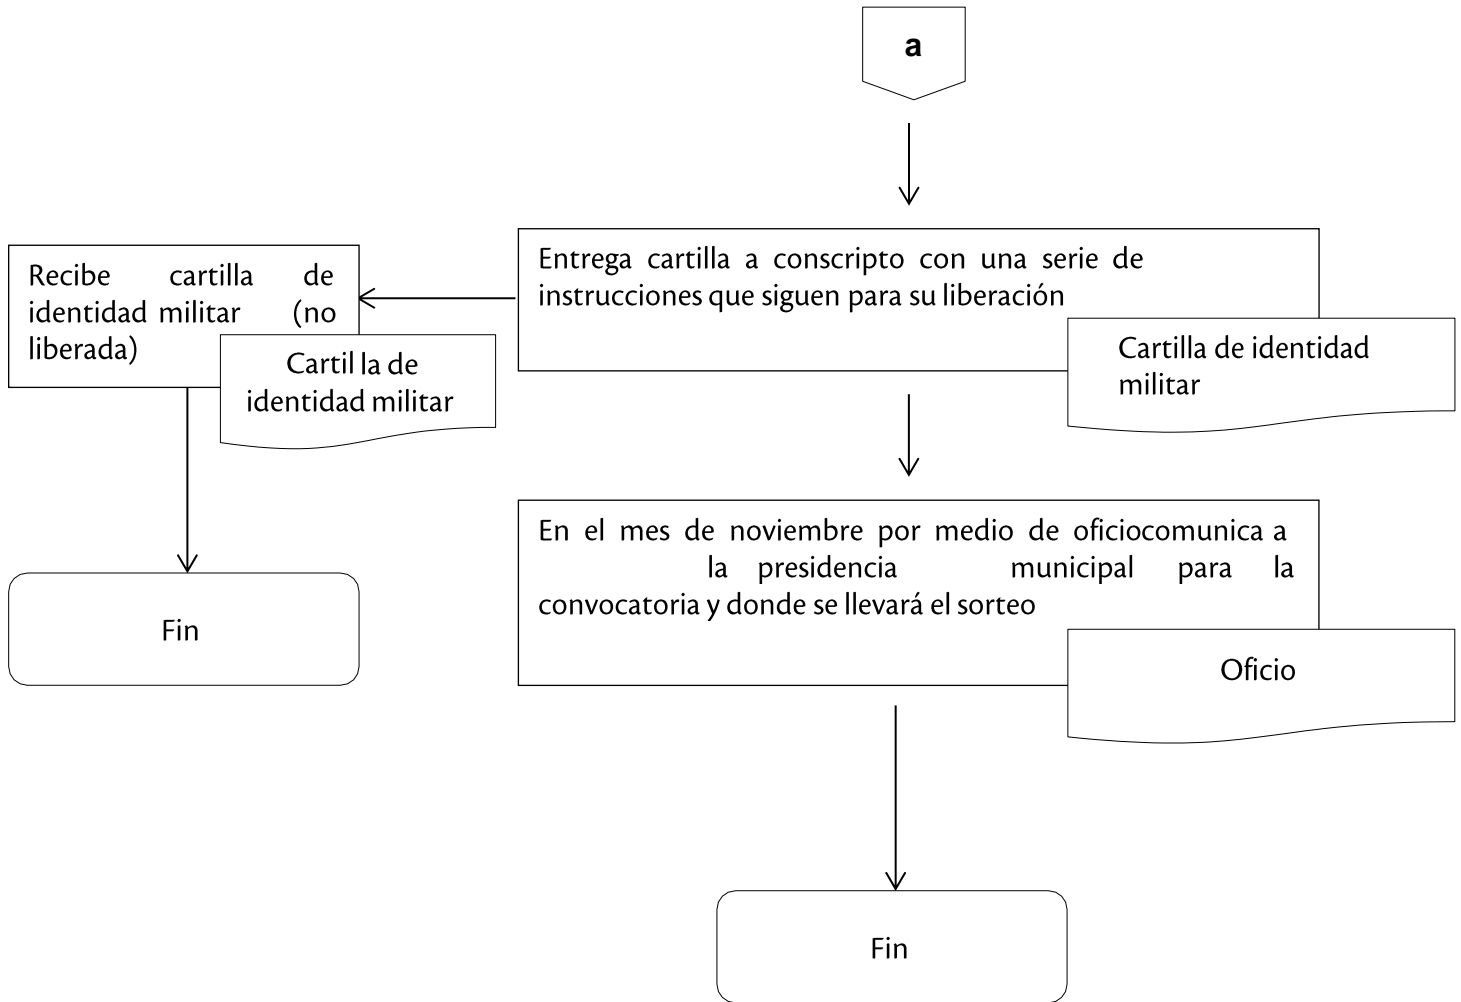 a
Entrega cartilla a conscripto con una serie de
instrucciones que siguen para su liberación
Cartilla de identidad
militar
Recibe cartilla de
identidad militar (no
liberada)
Cartil la de
identidad militar
Fin
En el mes de noviembre por medio de oficiocomunica a
la presidencia municipal para la
convocatoria y donde se llevará el sorteo
Oficio
Fin